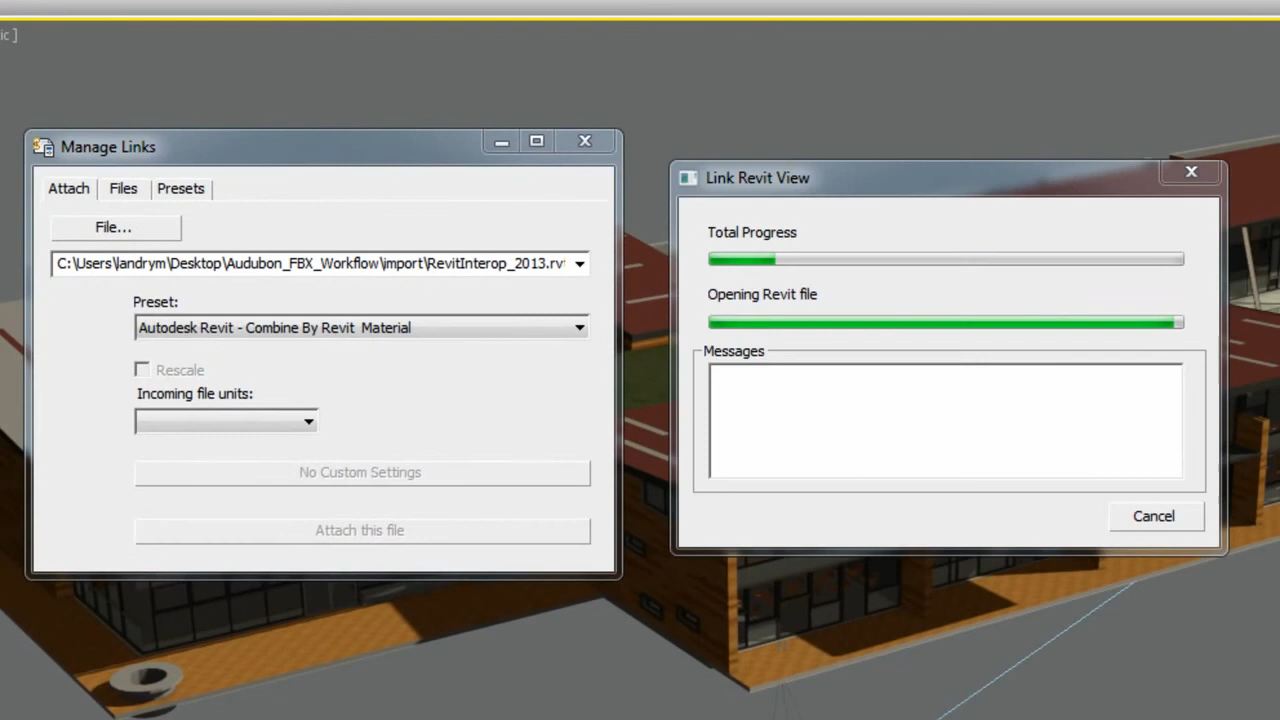 ic ]
Manage Links
Attach Files Presets
File...
C:\Users\landrym\Desktop\Audubon_FBX_Workflow\import\RevitInterop_2013.rv
Preset:
Autodesk Revit - Combine By Revit Material
Rescale
Incoming file units:
No Custom Settings
Attach this file
Link Revit View
Total Progress
Opening Revit file
Messages
Cancel